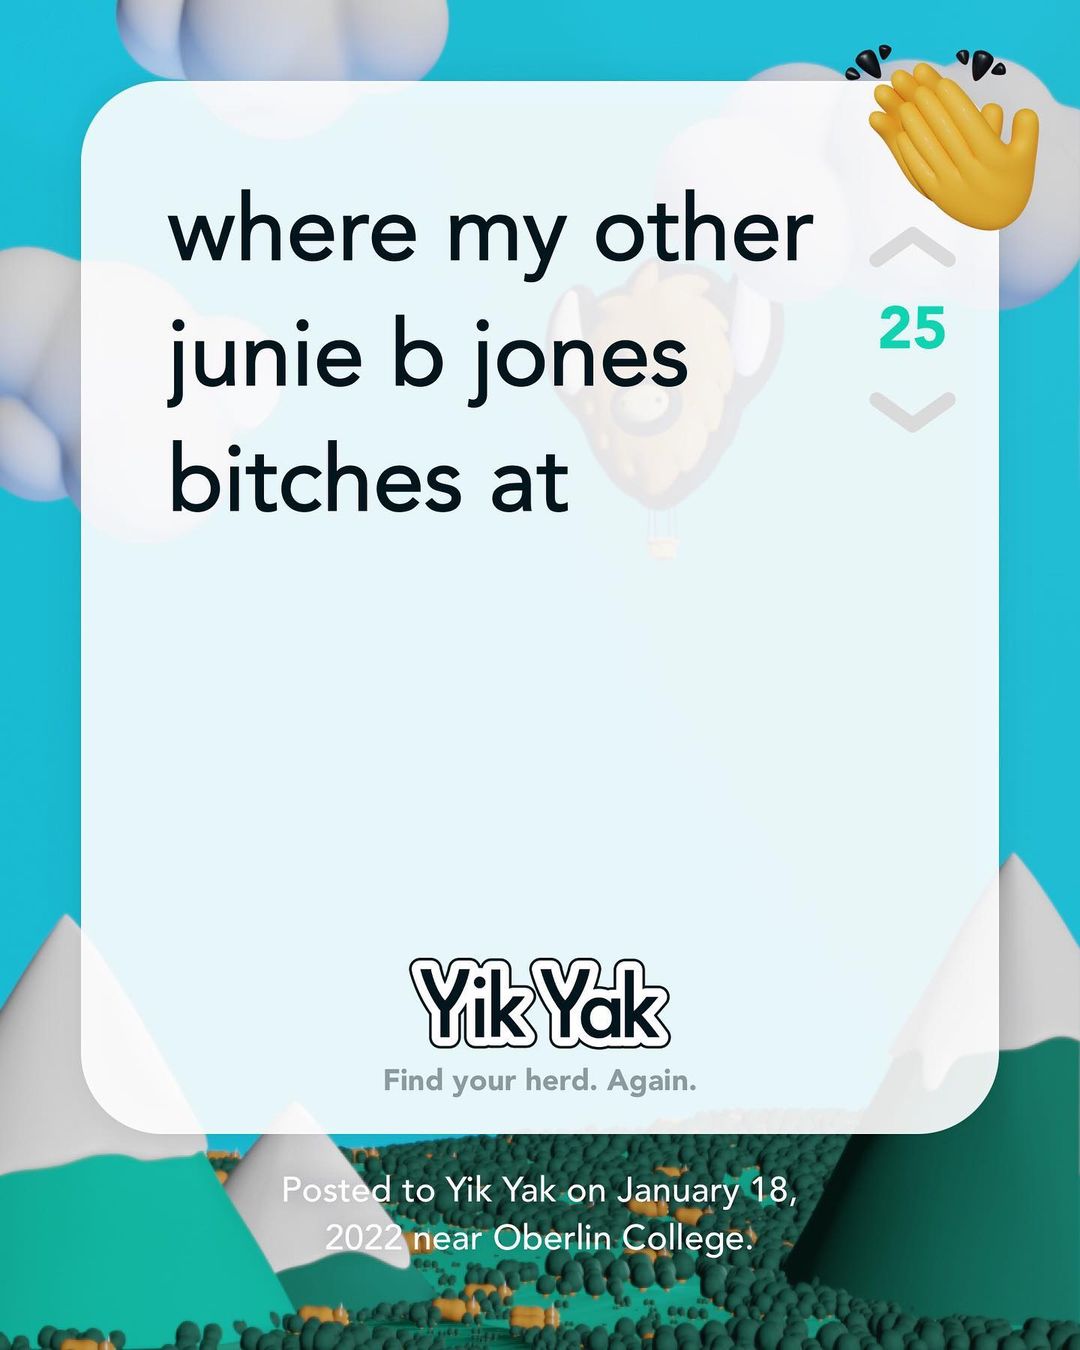 where my other
25
junie b jones
bitches at
Yik Yak
Find your herd. Again.
Posted to Yik Yak on January 18,
2022 near Oberlin College.